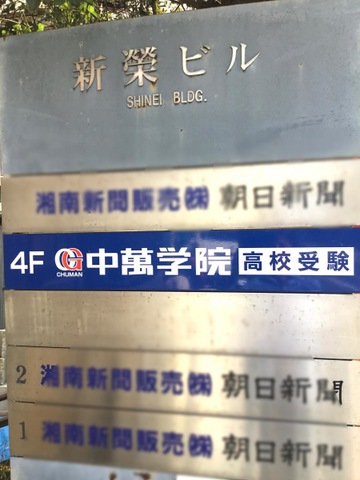 新榮ビル
SHINEI BLDG.
湘南新聞販売㈱ 朝日新聞
4F CG CHUMAN 中萬学院 高校受験
2 湘南新聞販売㈱ 朝日新聞
1 湘南新聞販売㈱ 朝日新聞